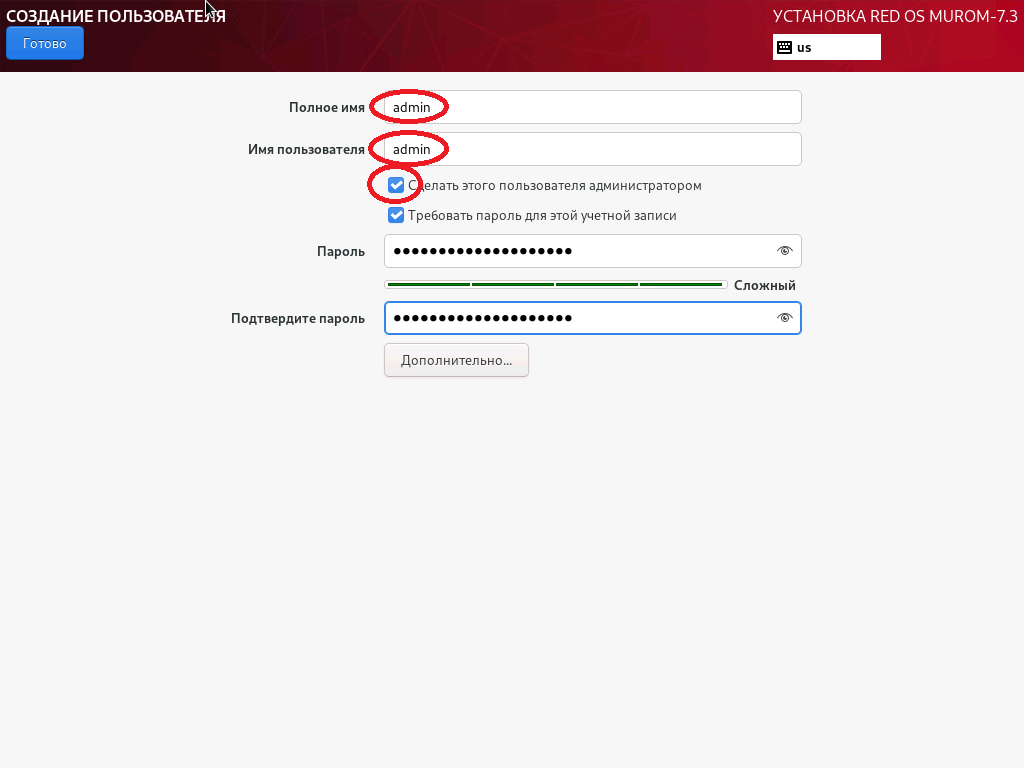 СОЗДАНИЕ ПОЛЬЗОВАТЕЛЯ
УСТАНОВКА RED OS MUROM-7.3
Готово
us
Полное имя
admin
Имя пользователя
admin
Сделать этого пользователя администратором
Требовать пароль для этой учетной записи
Пароль
●●●●●●●●●●●●●●●●●●●●
Сложный
Подтвердите пароль
●●●●●●●●●●●●●●●●●●●●
Дополнительно...